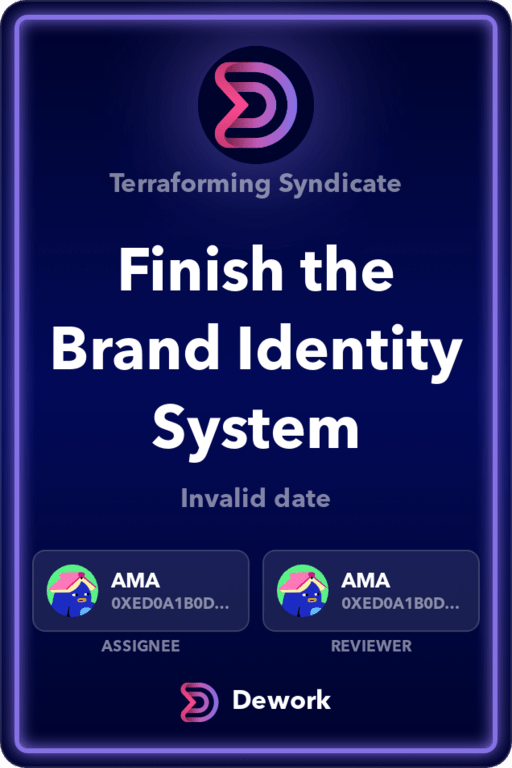 Terraforming Syndicate
Finish the
Brand Identity
System
Invalid date
AMA
0XED0A1B0D...
ASSIGNEE
AMA
0XED0A1B0D...
REVIEWER
Dework